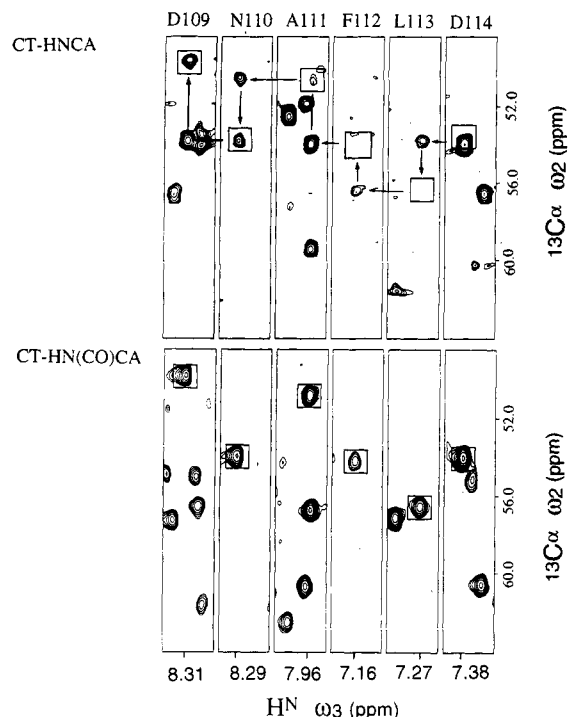 D109 N110 A111 F112 L113 D114
CT-HNCA
52.0
56.0
60.0
13Cα ω2 (ppm)
CT-HN(CO)CA
52.0
56.0
60.0
13Cα ω2 (ppm)
8.31 8.29 7.96 7.16 7.27 7.38
HN ω3 (ppm)